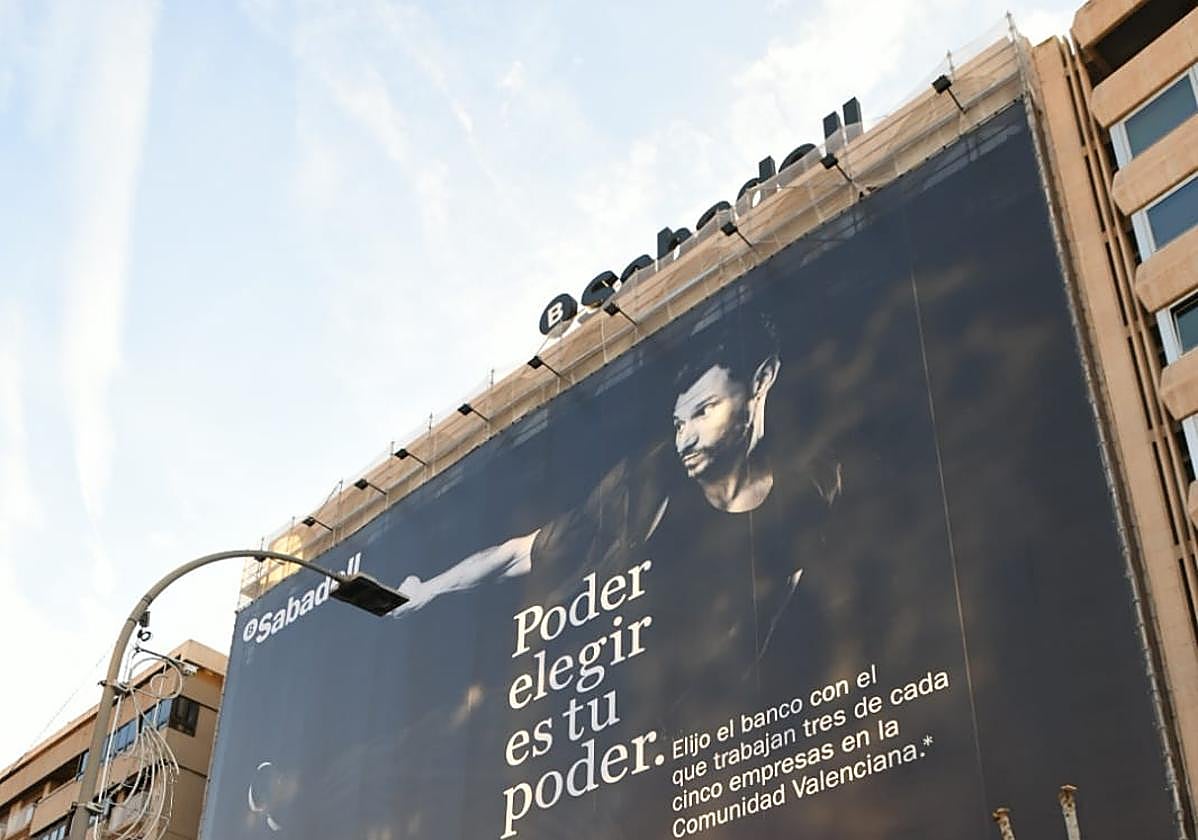 B Sabadell
B Sabadell
Poder
elegir
es tu
poder.
Elijo el banco con el
que trabajan tres de cada
cinco empresas en la
Comunidad Valenciana.*